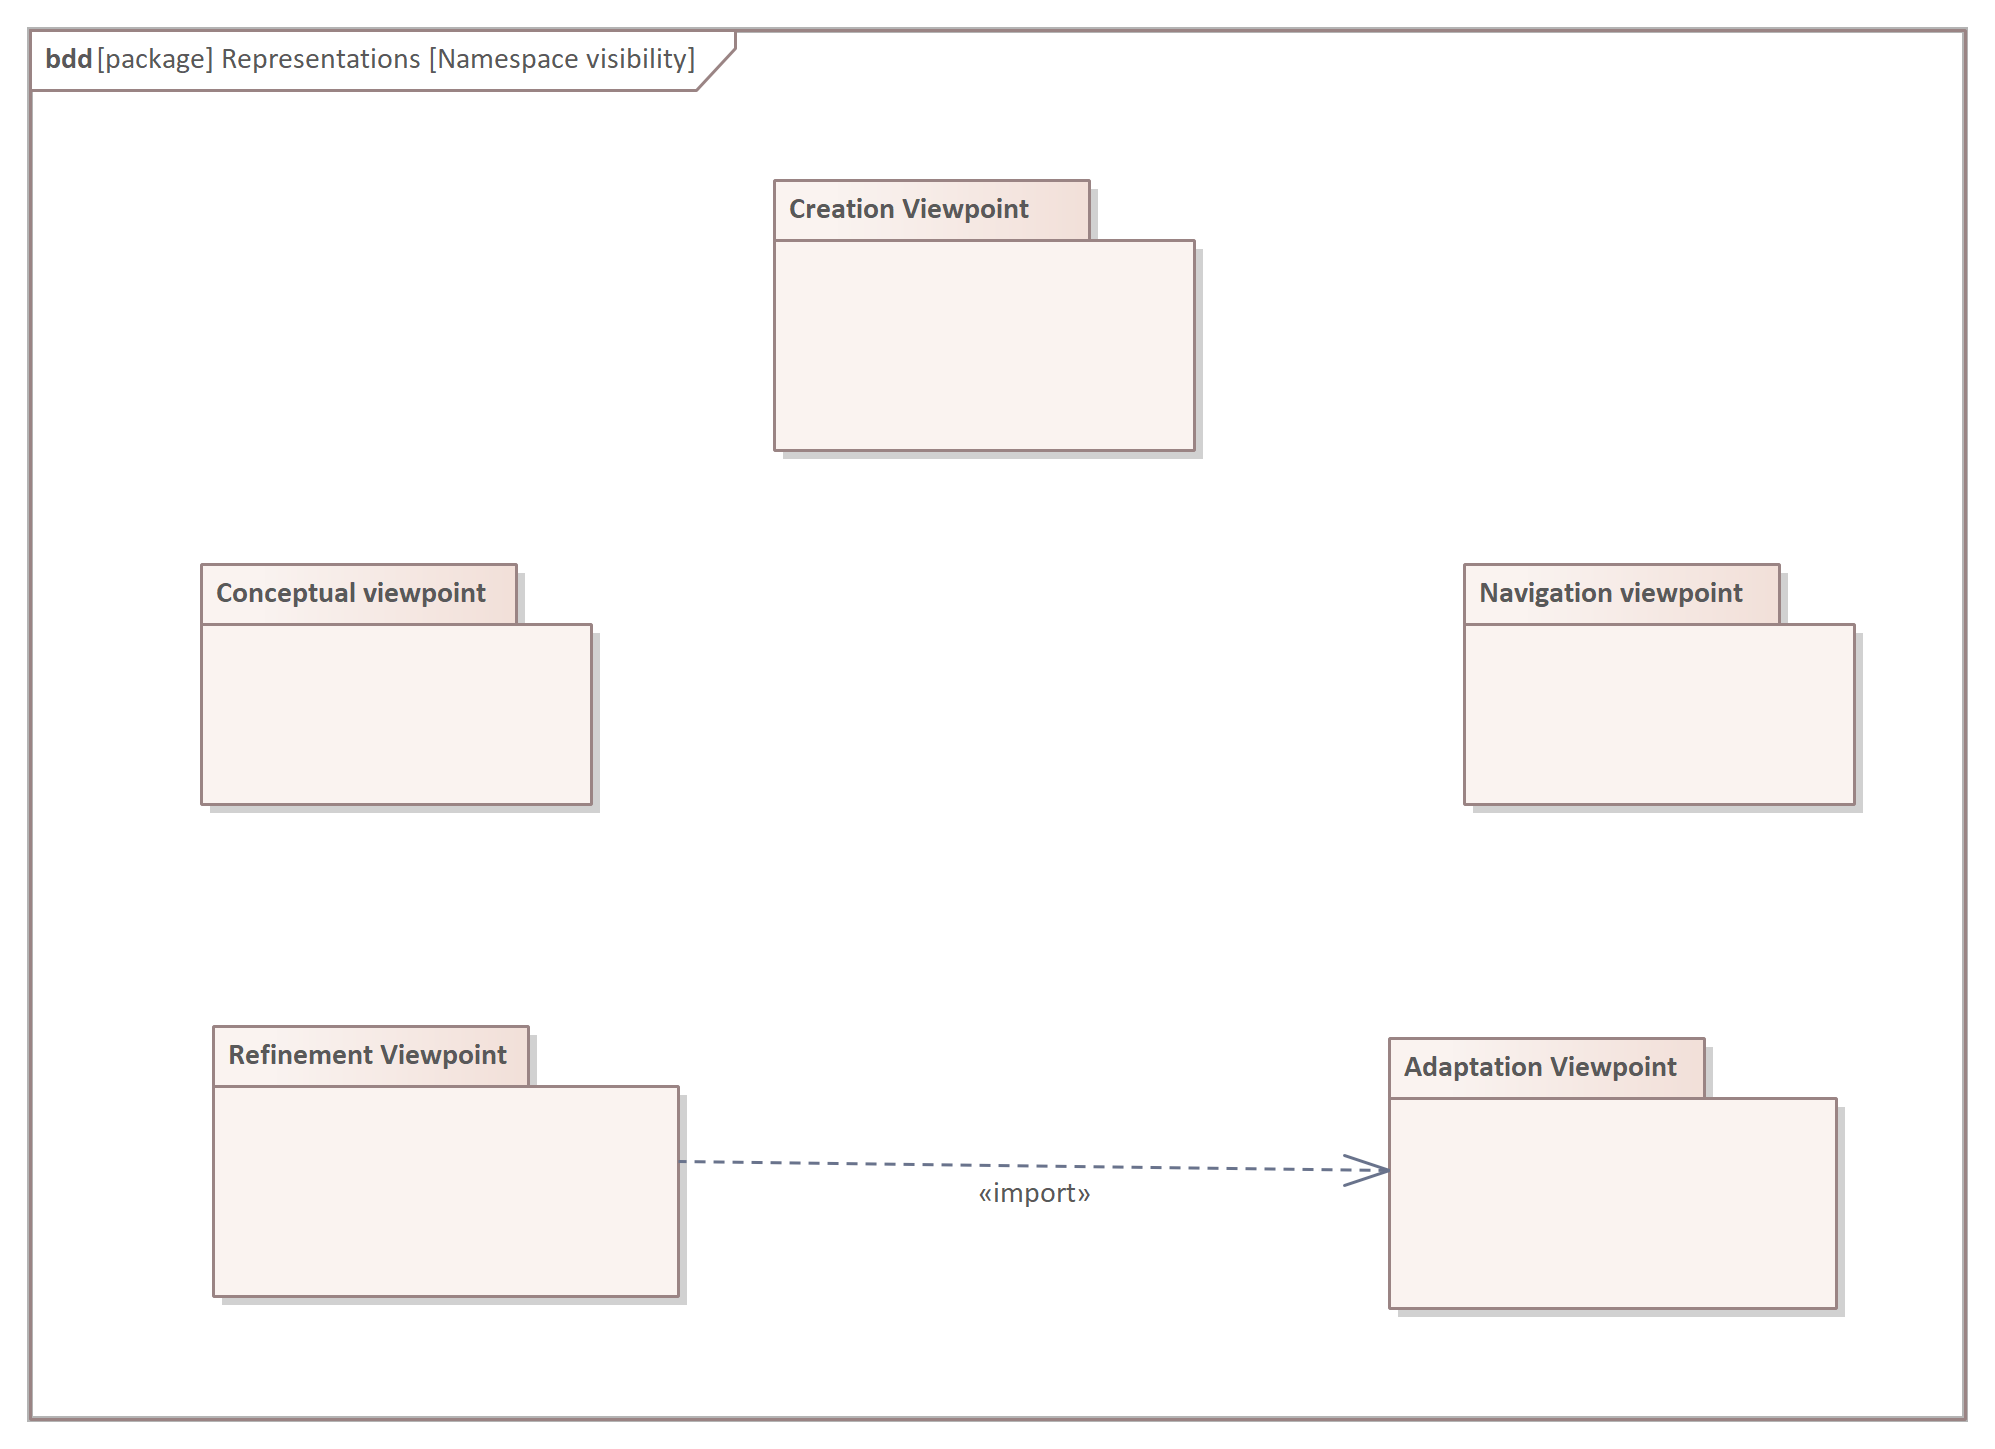 bdd [package] Representations [Namespace visibility]
Creation Viewpoint
Conceptual viewpoint
Navigation viewpoint
Refinement Viewpoint
Adaptation Viewpoint
«import»